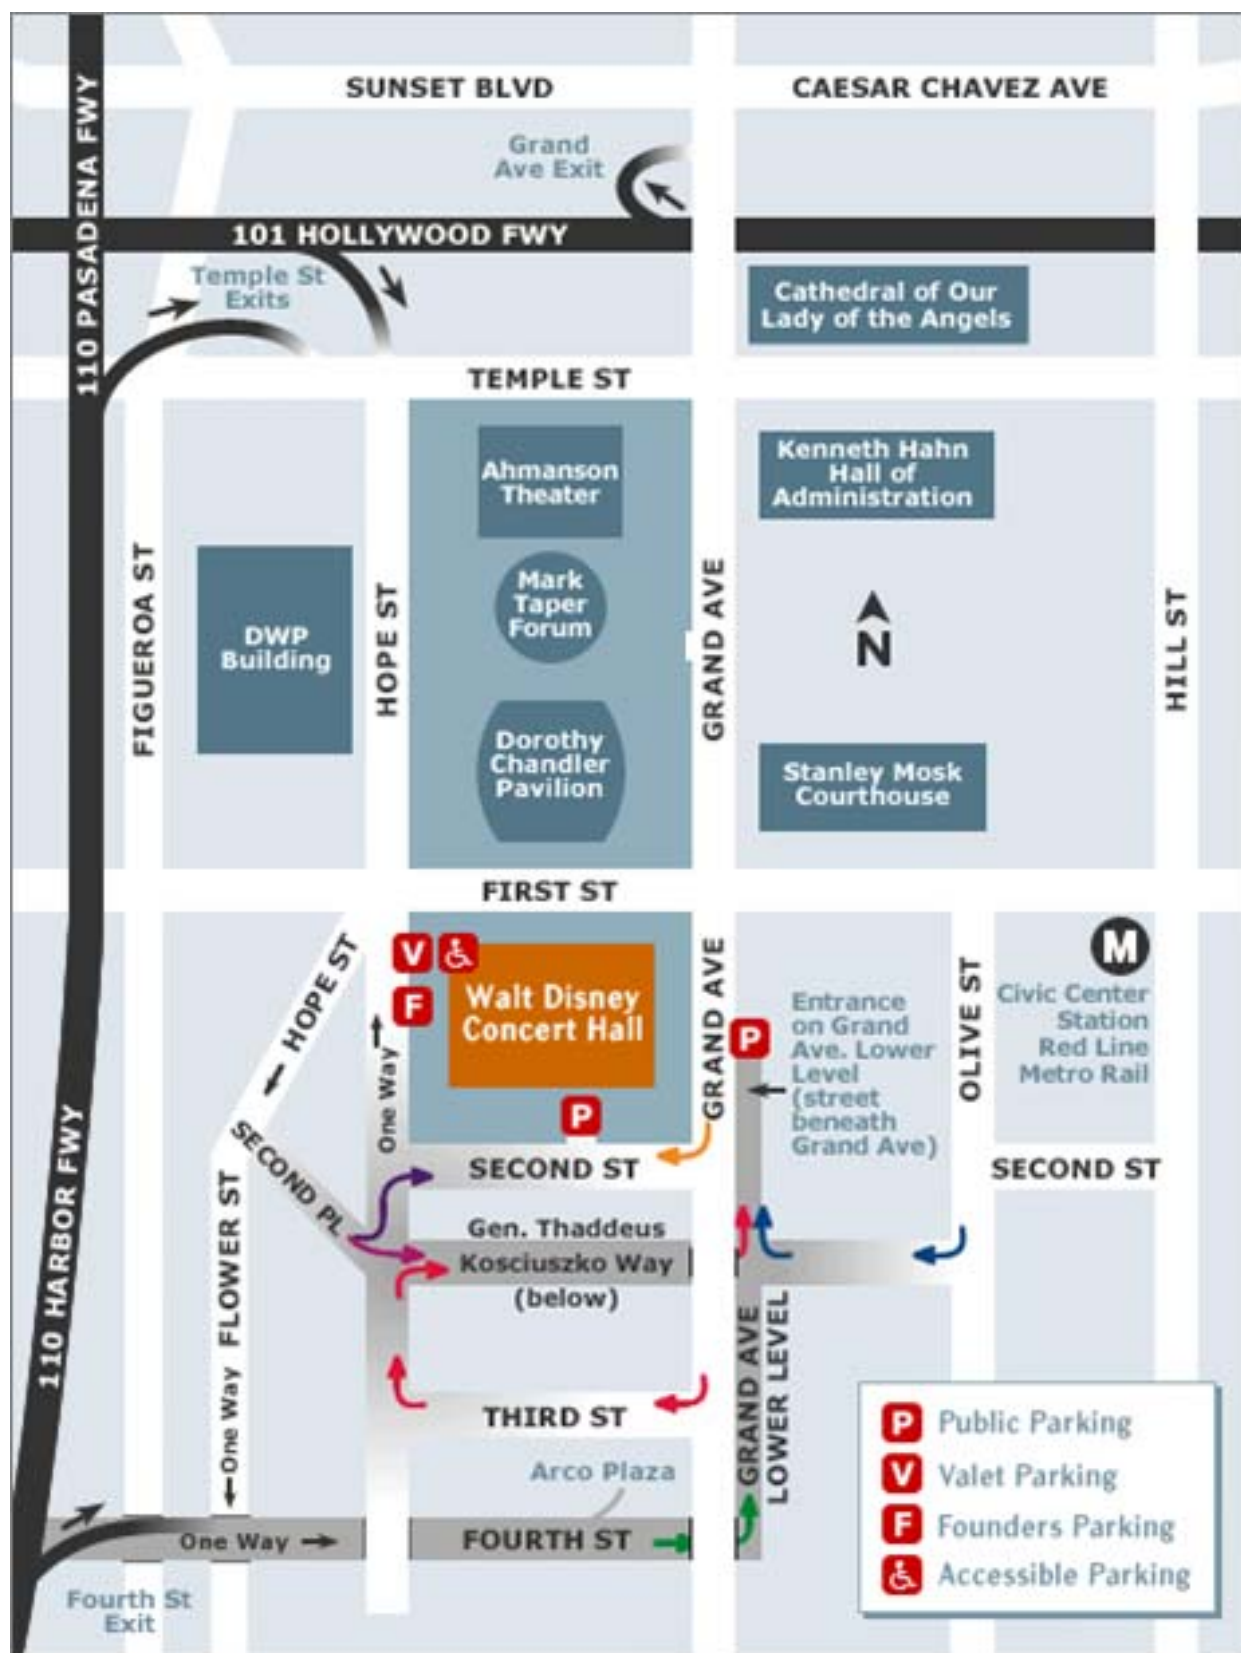 SUNSET BLVD
CAESAR CHAVEZ AVE
110 PASADENA FWY
Grand
Ave Exit
101 HOLLYWOOD FWY
Temple St
Exits
Cathedral of Our
Lady of the Angels
TEMPLE ST
Ahmanson
Theater
Kenneth Hahn
Hall of
Administration
FIGUEROA ST
DWP
Building
HOPE ST
Mark
Taper
Forum
GRAND AVE
N
HILL ST
Dorothy
Chandler
Pavilion
Stanley Mosk
Courthouse
FIRST ST
HOPE ST
V
F
One Way
Walt Disney
Concert Hall
P
GRAND AVE
P
Entrance
on Grand
Ave. Lower
Level
(street
beneath
Grand Ave)
OLIVE ST
M
Civic Center
Station
Red Line
Metro Rail
110 HARBOR FWY
SECOND PL
SECOND ST
SECOND ST
FLOWER ST
One Way
Gen. Thaddeus
Kosciuszko Way
(below)
THIRD ST
GRAND AVE
LOWER LEVEL
Arco Plaza
One Way
FOURTH ST
Fourth St
Exit
P Public Parking
V Valet Parking
F Founders Parking
Accessible Parking